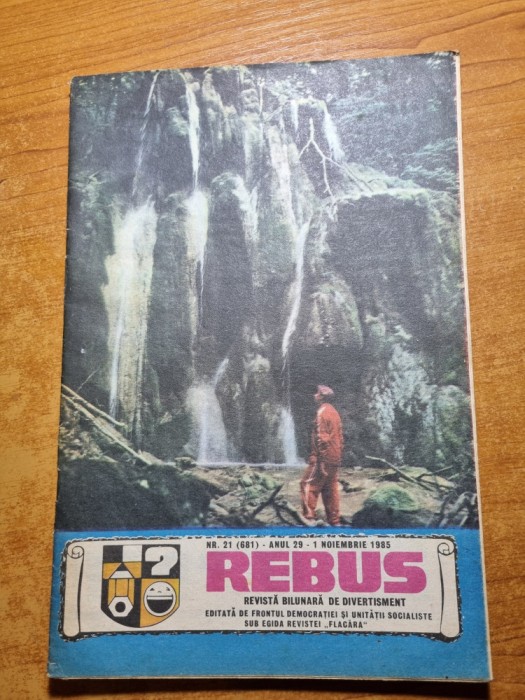 NR. 21 (681) - ANUL 29 - 1 NOIEMBRIE 1985
REBUS
REVISTĂ BILUNARĂ DE DIVERTISMENT
EDITATĂ DE FRONTUL DEMOCRAȚIEI ȘI UNITĂȚII SOCIALISTE
SUB EGIDA REVISTEI „FLACĂRA"